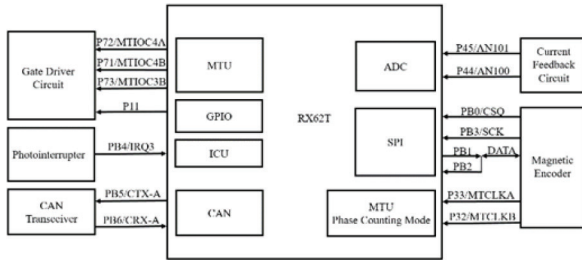 P72/MTIOC4A
P71/MTIOC4B
P73/MTIOC3B
P11
Gate Driver
Circuit
MTU
GPIO
Photointerrupter
PB4/IRQ3
ICU
CAN
Transceiver
PB5/CTX-A
PB6/CRX-A
CAN
RX62T
ADC
P45/AN101
P44/AN100
Current
Feedback
Circuit
SPI
PB0/CSQ
PB3/SCK
PB1
DATA
PB2
Magnetic
Encoder
MTU
Phase Counting Mode
P33/MTCLKA
P32/MTCLKB